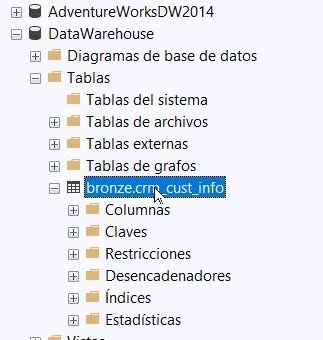 AdventureWorksDW2014
DataWarehouse
Diagramas de base de datos
Tablas
Tablas del sistema
Tablas de archivos
Tablas externas
Tablas de grafos
bronze.crm_cust_info
Columnas
Claves
Restricciones
Desencadenadores
Índices
Estadísticas